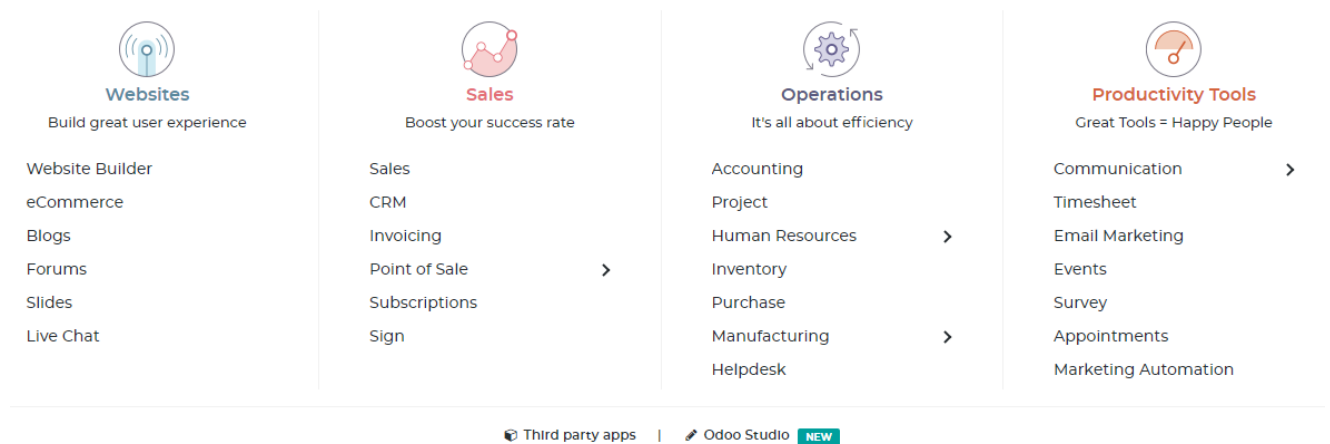 Websites
Build great user experience
Website Builder
eCommerce
Blogs
Forums
Slides
Live Chat
Sales
Boost your success rate
Sales
CRM
Invoicing
Point of Sale
Subscriptions
Sign
Operations
It's all about efficiency
Accounting
Project
Human Resources
Inventory
Purchase
Manufacturing
Helpdesk
Productivity Tools
Great Tools = Happy People
Communication
Timesheet
Email Marketing
Events
Survey
Appointments
Marketing Automation
Third party apps | Odoo Studio NEW